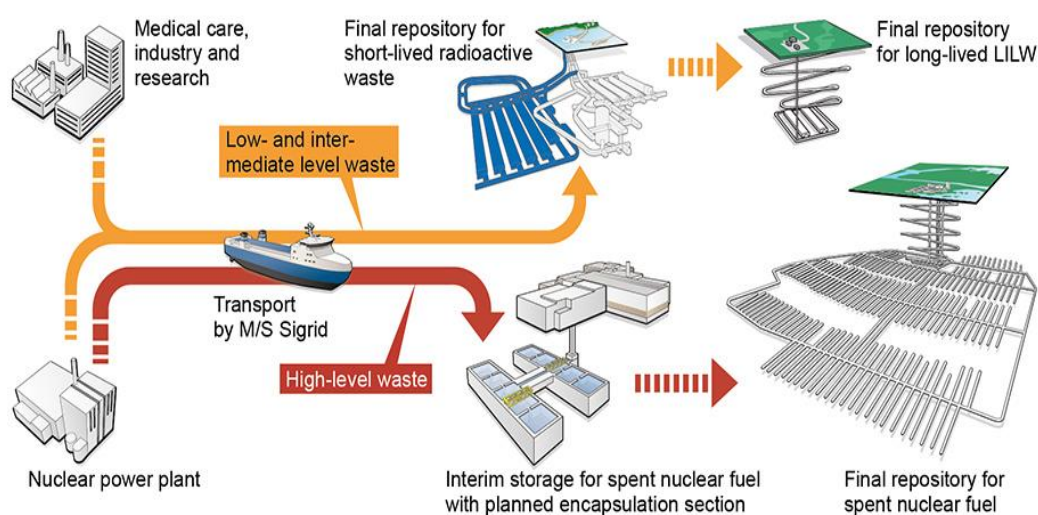 Medical care,
industry and
research
Final repository for
short-lived radioactive
waste
Final repository
for long-lived LILW
Low- and inter-
mediate level waste
Transport
by M/S Sigrid
High-level waste
Nuclear power plant
Interim storage for spent nuclear fuel
with planned encapsulation section
Final repository for
spent nuclear fuel